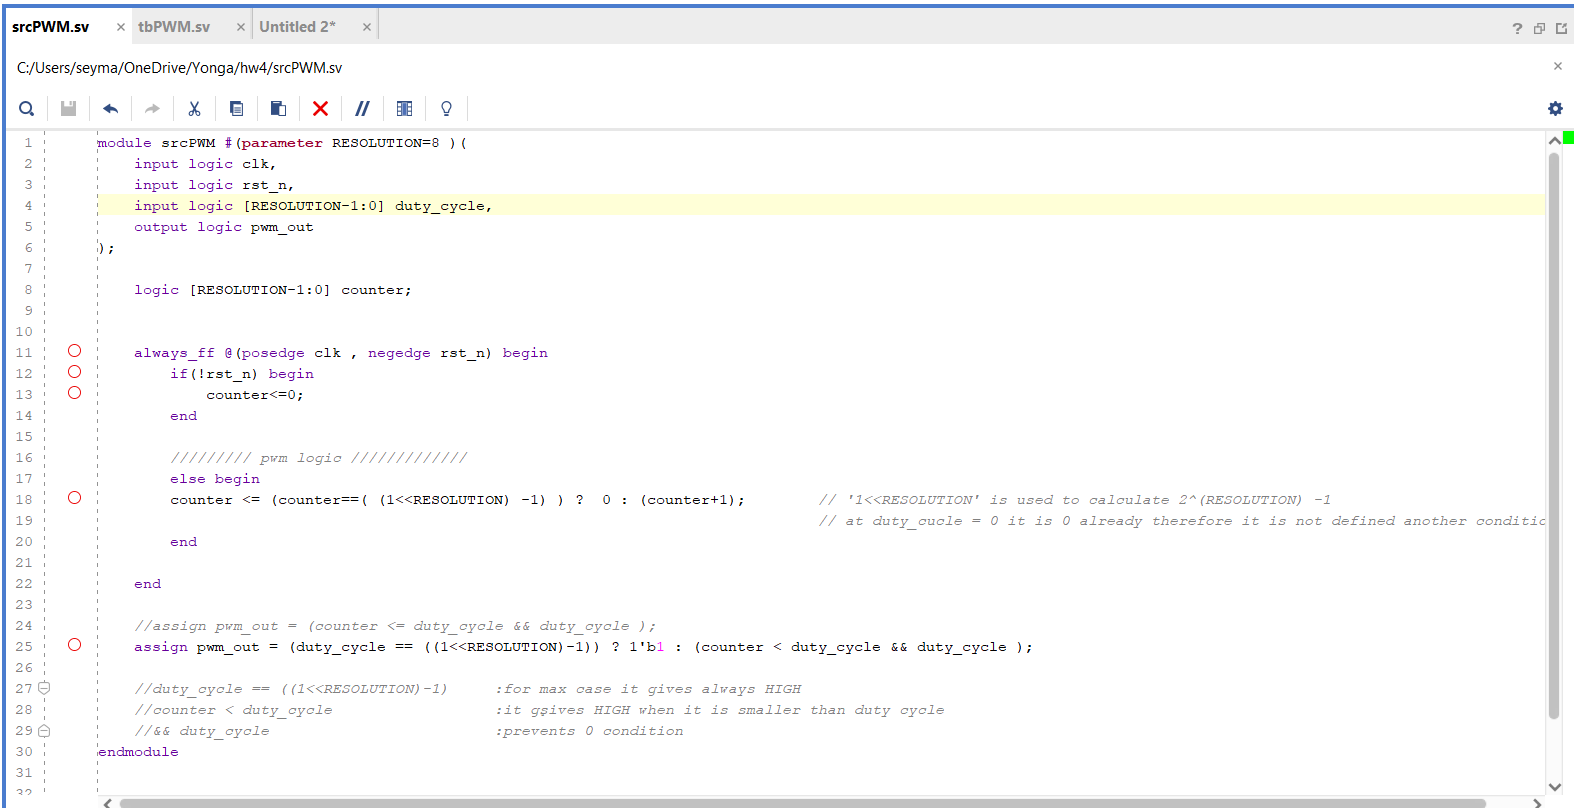 srcPWM.sv × tbPWM.sv × Untitled 2* ×
C:/Users/seyma/OneDrive/Yonga/hw4/srcPWM.sv
1 module srcPWM #(parameter RESOLUTION=8 )(
2 input logic clk,
3 input logic rst_n,
4 input logic [RESOLUTION-1:0] duty_cycle,
5 output logic pwm_out
6 );
7
8 logic [RESOLUTION-1:0] counter;
9
10
11 always_ff @(posedge clk , negedge rst_n) begin
12 if(!rst_n) begin
13 counter<=0;
14 end
15
16 ///////// pwm logic /////////////
17 else begin
18 counter <= (counter==( (1<<RESOLUTION) -1) ) ?  0 : (counter+1); // '1<<RESOLUTION' is used to calculate 2^(RESOLUTION) -1
19 // at duty_cucle = 0 it is 0 already therefore it is not defined another conditic
20 end
21
22 end
23
24 //assign pwm_out = (counter <= duty_cycle && duty_cycle );
25 assign pwm_out = (duty_cycle == ((1<<RESOLUTION)-1)) ? 1'b1 : (counter < duty_cycle && duty_cycle );
26
27 //duty_cycle == ((1<<RESOLUTION)-1) :for max case it gives always HIGH
28 //counter < duty_cycle :it gşives HIGH when it is smaller than duty cycle
29 //&& duty_cycle :prevents 0 condition
30 endmodule
31
32